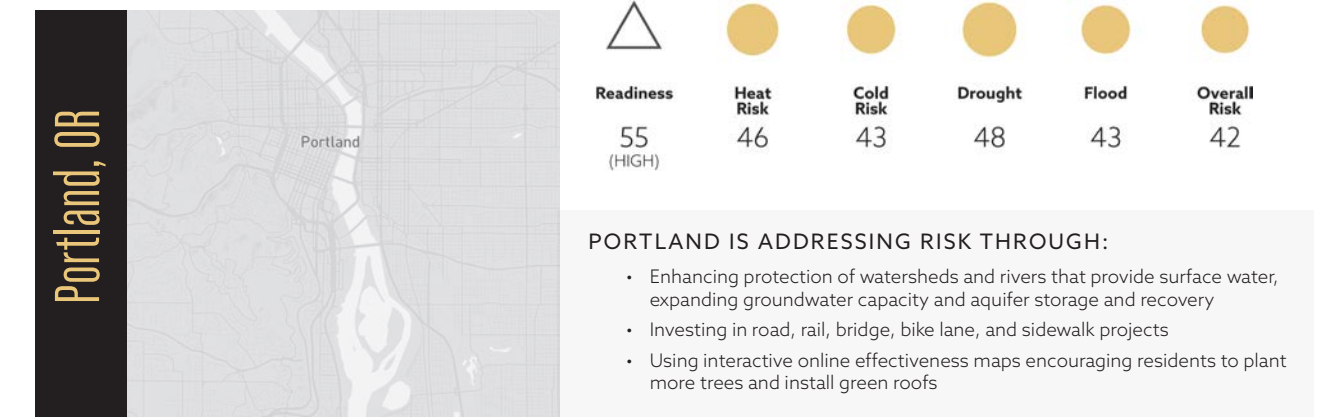 Portland, OR
Portland
Readiness
55
(HIGH)
Heat
Risk
46
Cold
Risk
43
Drought
48
Flood
43
Overall
Risk
42
PORTLAND IS ADDRESSING RISK THROUGH:
• Enhancing protection of watersheds and rivers that provide surface water,
expanding groundwater capacity and aquifer storage and recovery
• Investing in road, rail, bridge, bike lane, and sidewalk projects
• Using interactive online effectiveness maps encouraging residents to plant
more trees and install green roofs